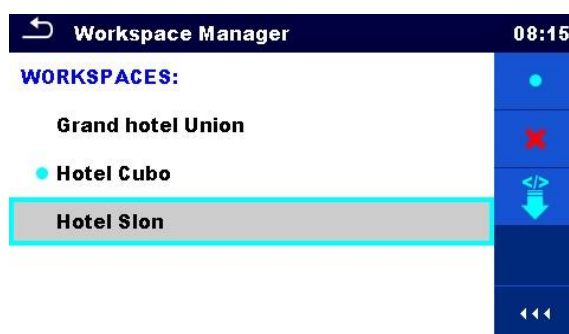 Workspace Manager 08:15
WORKSPACES:
Grand hotel Union
Hotel Cubo
Hotel Slon